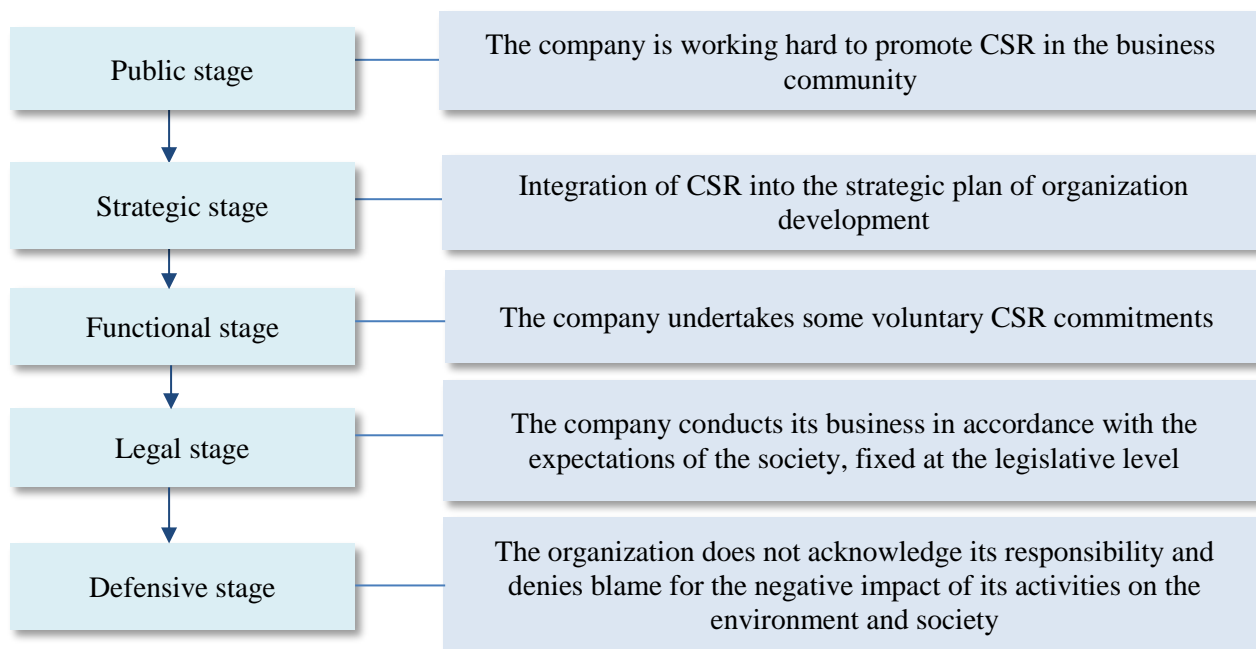 Public stage
The company is working hard to promote CSR in the business
community
Strategic stage
Integration of CSR into the strategic plan of organization
development
Functional stage
The company undertakes some voluntary CSR commitments
Legal stage
The company conducts its business in accordance with the
expectations of the society, fixed at the legislative level
Defensive stage
The organization does not acknowledge its responsibility and
denies blame for the negative impact of its activities on the
environment and society